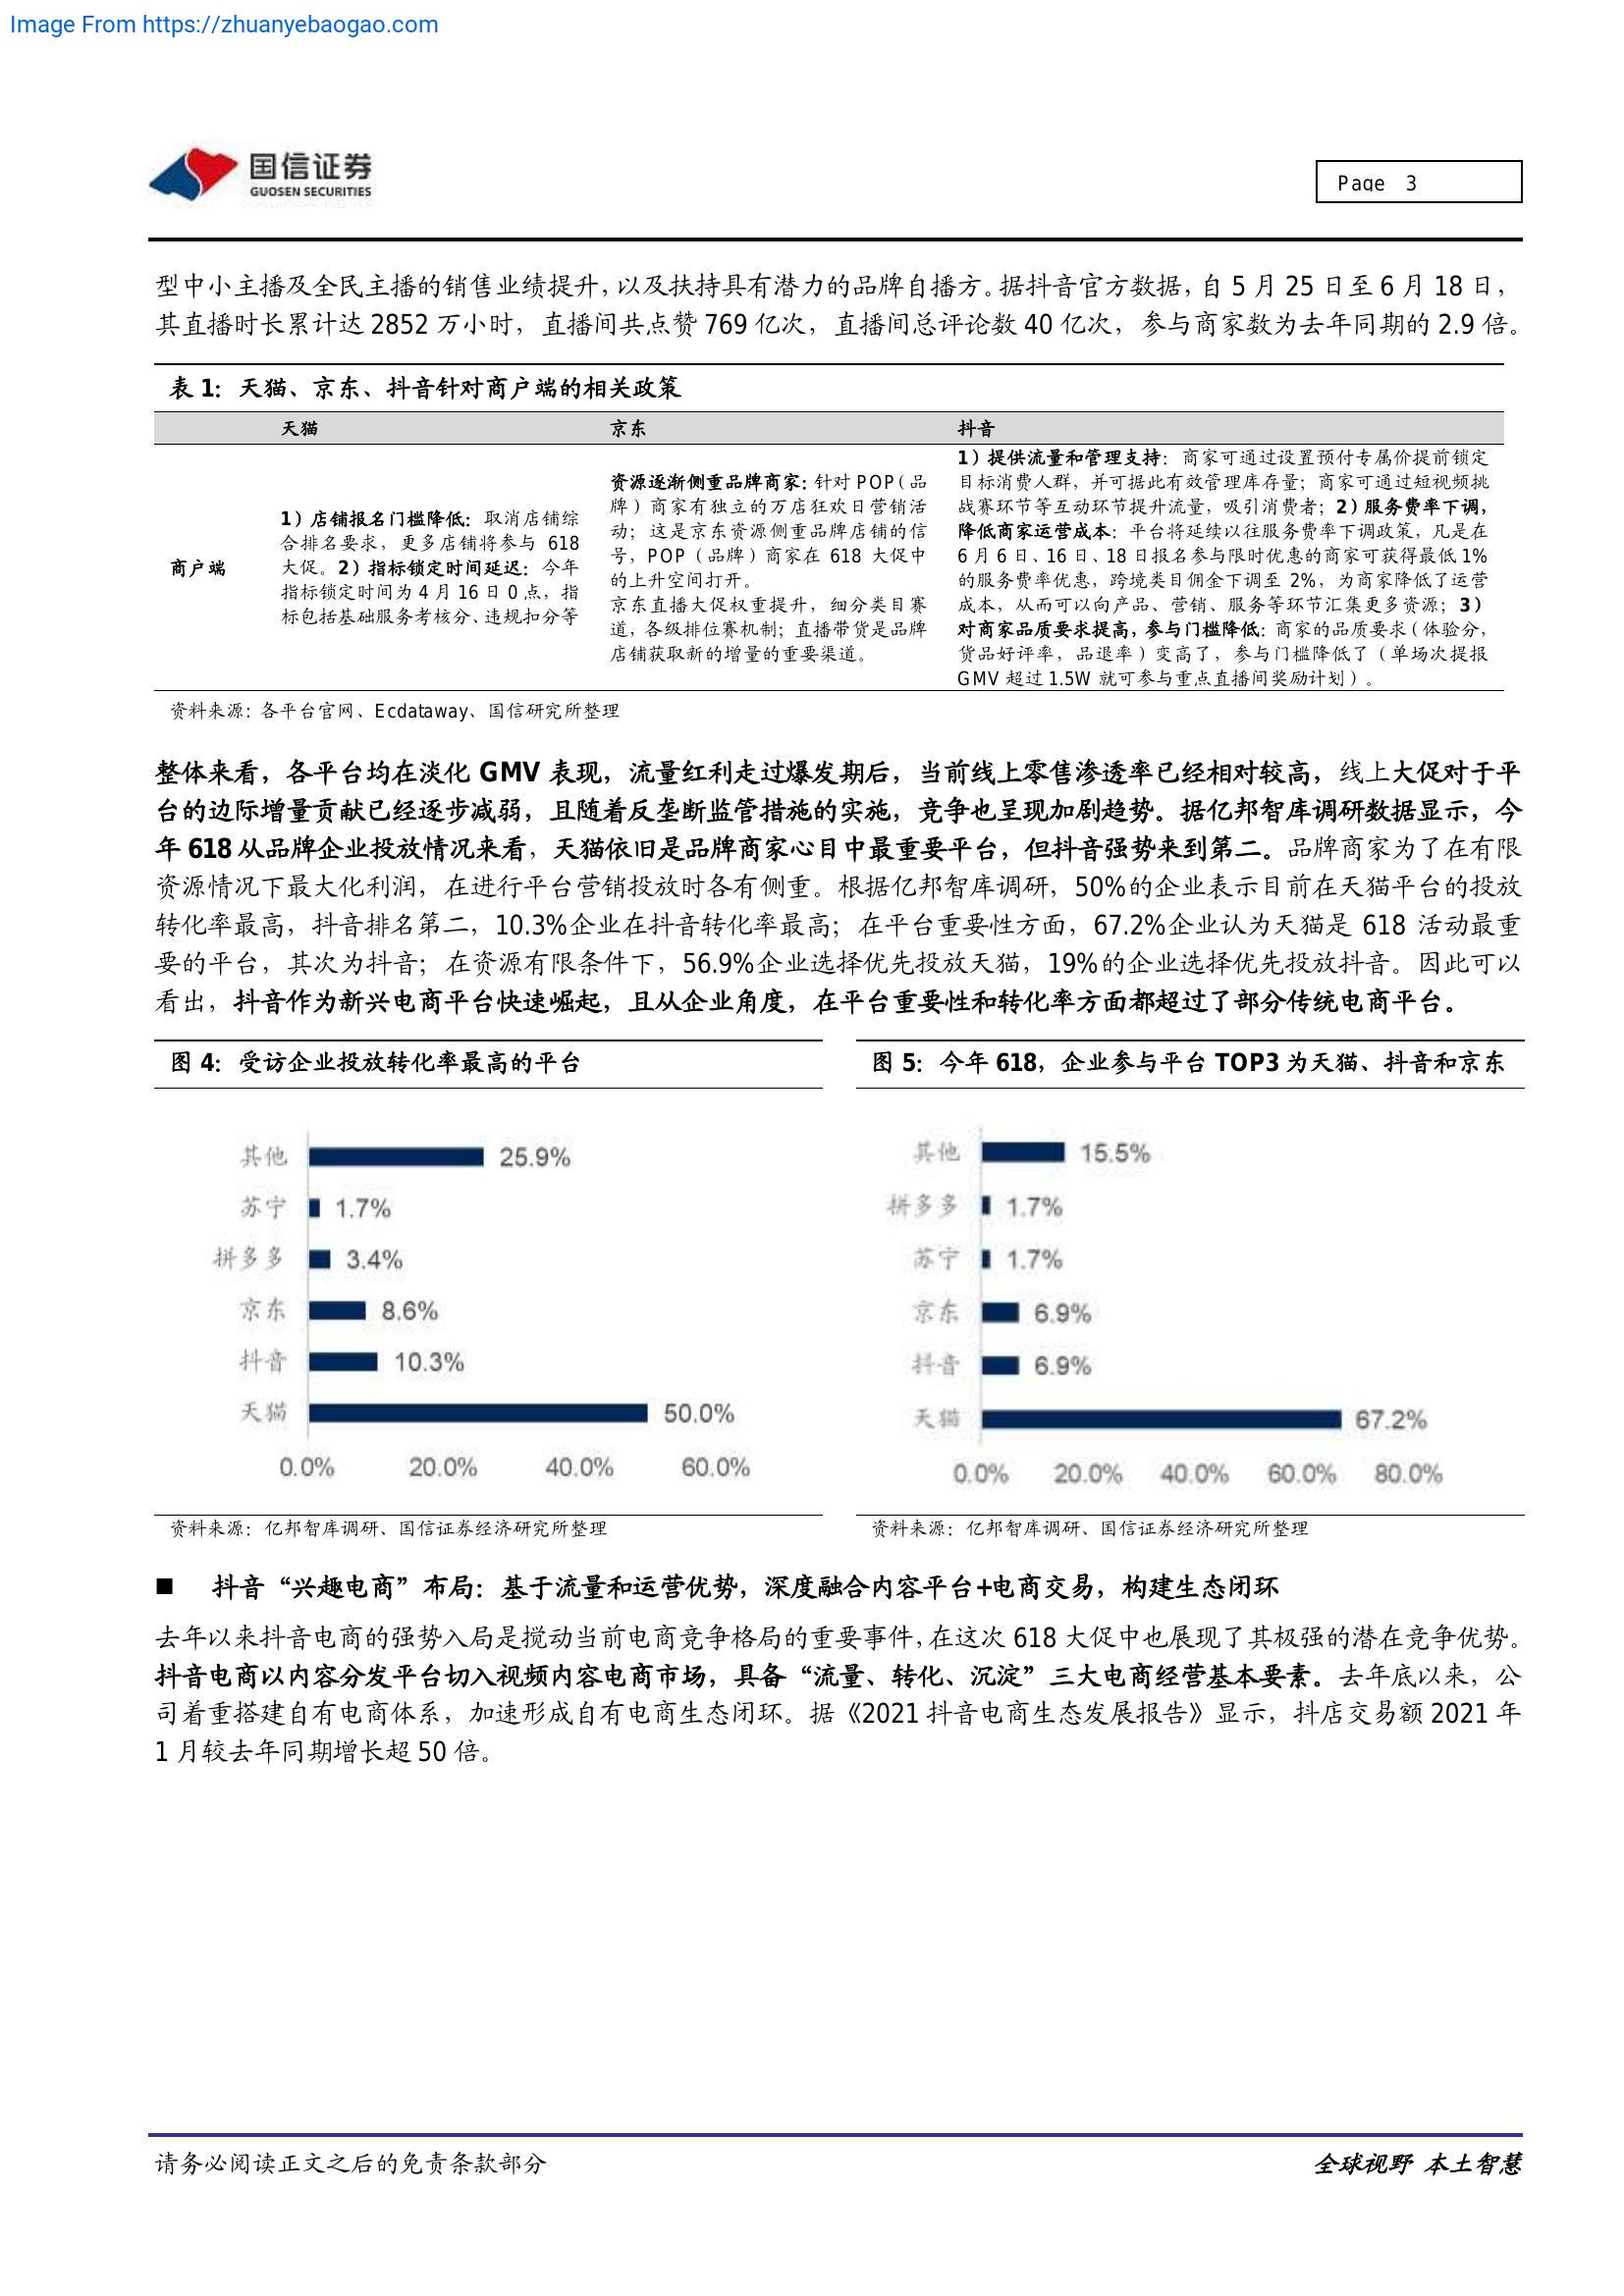 Image From https://zhuanyebaogao.com
国信证券
GUOSEN SECURITIES
Page 3
型中小主播及全民主播的销售业绩提升，以及扶持具有潜力的品牌自播方。据抖音官方数据，自 5 月 25 日至 6 月 18 日，
其直播时长累计达 2852 万小时，直播间共点赞 769 亿次，直播间总评论数 40 亿次，参与商家数为去年同期的 2.9 倍。
表 1：天猫、京东、抖音针对商户端的相关政策
天猫 京东 抖音
商户端
1）店铺报名门槛降低：取消店铺综
合排名要求，更多店铺将参与 618
大促。2）指标锁定时间延迟：今年
指标锁定时间为 4 月 16 日 0 点，指
标包括基础服务考核分、违规扣分等
资源逐渐侧重品牌商家：针对 POP（品
牌）商家有独立的万店狂欢日营销活
动；这是京东资源侧重品牌店铺的信
号，POP（品牌）商家在 618 大促中
的上升空间打开。
京东直播大促权重提升，细分类目赛
道，各级排位赛机制；直播带货是品牌
店铺获取新的增量的重要渠道。
1）提供流量和管理支持：商家可通过设置预付专属价提前锁定
目标消费人群，并可据此有效管理库存量；商家可通过短视频挑
战赛环节等互动环节提升流量，吸引消费者；2）服务费率下调，
降低商家运营成本：平台将延续以往服务费率下调政策，凡是在
6 月 6 日、16 日、18 日报名参与限时优惠的商家可获得最低 1%
的服务费率优惠，跨境类目佣金下调至 2%，为商家降低了运营
成本，从而可以向产品、营销、服务等环节汇集更多资源；3）
对商家品质要求提高，参与门槛降低：商家的品质要求（体验分，
货品好评率，品退率）变高了，参与门槛降低了（单场次提报
GMV 超过 1.5W 就可参与重点直播间奖励计划）。
资料来源：各平台官网、Ecdataway、国信研究所整理
整体来看，各平台均在淡化 GMV 表现，流量红利走过爆发期后，当前线上零售渗透率已经相对较高，线上大促对于平
台的边际增量贡献已经逐步减弱，且随着反垄断监管措施的实施，竞争也呈现加剧趋势。据亿邦智库调研数据显示，今
年 618 从品牌企业投放情况来看，天猫依旧是品牌商家心目中最重要平台，但抖音强势来到第二。品牌商家为了在有限
资源情况下最大化利润，在进行平台营销投放时各有侧重。根据亿邦智库调研，50%的企业表示目前在天猫平台的投放
转化率最高，抖音排名第二，10.3%企业在抖音转化率最高；在平台重要性方面，67.2%企业认为天猫是 618 活动最重
要的平台，其次为抖音；在资源有限条件下，56.9%企业选择优先投放天猫，19%的企业选择优先投放抖音。因此可以
看出，抖音作为新兴电商平台快速崛起，且从企业角度，在平台重要性和转化率方面都超过了部分传统电商平台。
图 4：受访企业投放转化率最高的平台
其他 25.9%
苏宁 1.7%
拼多多 3.4%
京东 8.6%
抖音 10.3%
天猫 50.0%
0.0% 20.0% 40.0% 60.0%
资料来源：亿邦智库调研、国信证券经济研究所整理
图 5：今年 618，企业参与平台 TOP3 为天猫、抖音和京东
其他 15.5%
拼多多 1.7%
苏宁 1.7%
京东 6.9%
抖音 6.9%
天猫 67.2%
0.0% 20.0% 40.0% 60.0% 80.0%
资料来源：亿邦智库调研、国信证券经济研究所整理
■ 抖音“兴趣电商”布局：基于流量和运营优势，深度融合内容平台+电商交易，构建生态闭环
去年以来抖音电商的强势入局是搅动当前电商竞争格局的重要事件，在这次 618 大促中也展现了其极强的潜在竞争优势。
抖音电商以内容分发平台切入视频内容电商市场，具备“流量、转化、沉淀”三大电商经营基本要素。去年底以来，公
司着重搭建自有电商体系，加速形成自有电商生态闭环。据《2021 抖音电商生态发展报告》显示，抖店交易额 2021 年
1 月较去年同期增长超 50 倍。
请务必阅读正文之后的免责条款部分
全球视野 本土智慧